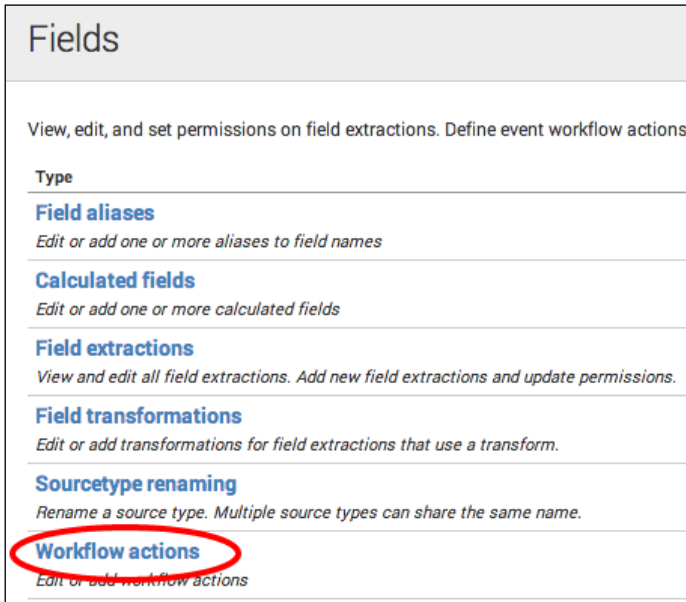 Fields
View, edit, and set permissions on field extractions. Define event workflow actions
Type
Field aliases
Edit or add one or more aliases to field names
Calculated fields
Edit or add one or more calculated fields
Field extractions
View and edit all field extractions. Add new field extractions and update permissions.
Field transformations
Edit or add transformations for field extractions that use a transform.
Sourcetype renaming
Rename a source type. Multiple source types can share the same name.
Workflow actions
Edit or add workflow actions